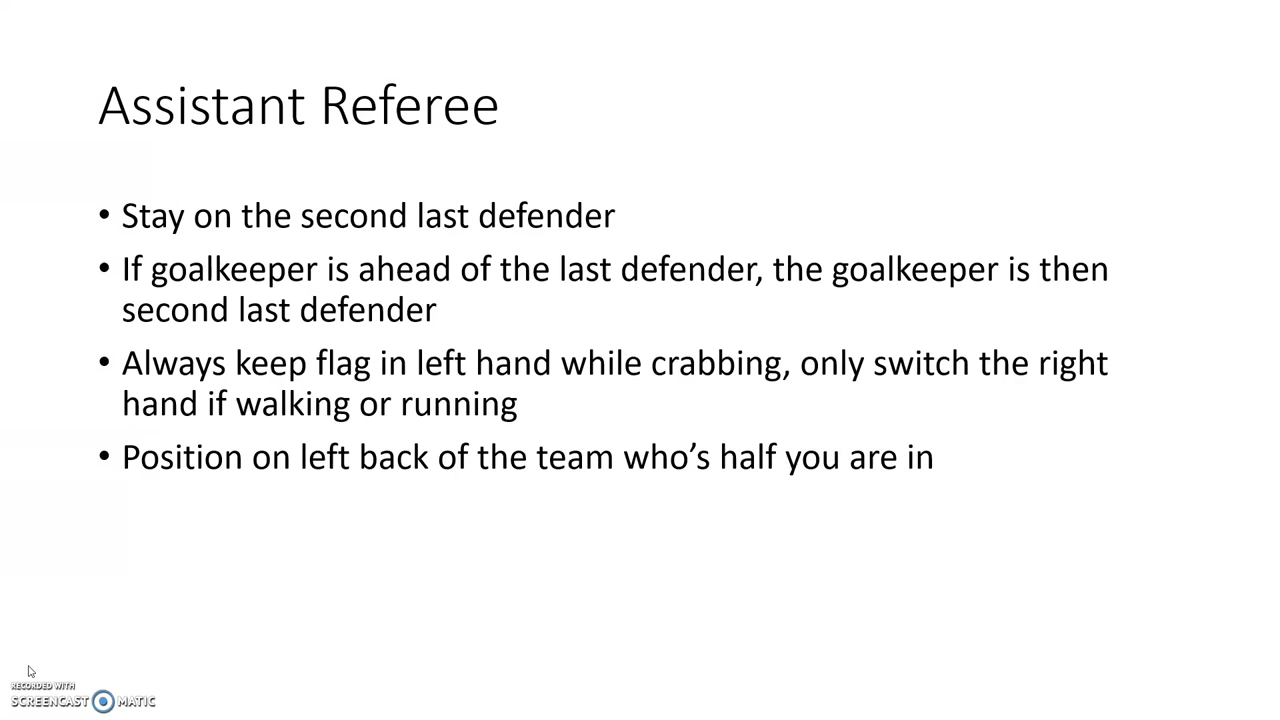 Assistant Referee
• Stay on the second last defender
• If goalkeeper is ahead of the last defender, the goalkeeper is then
second last defender
• Always keep flag in left hand while crabbing, only switch the right
hand if walking or running
• Position on left back of the team who’s half you are in
RECORDED WITH
SCREENCAST MATIC